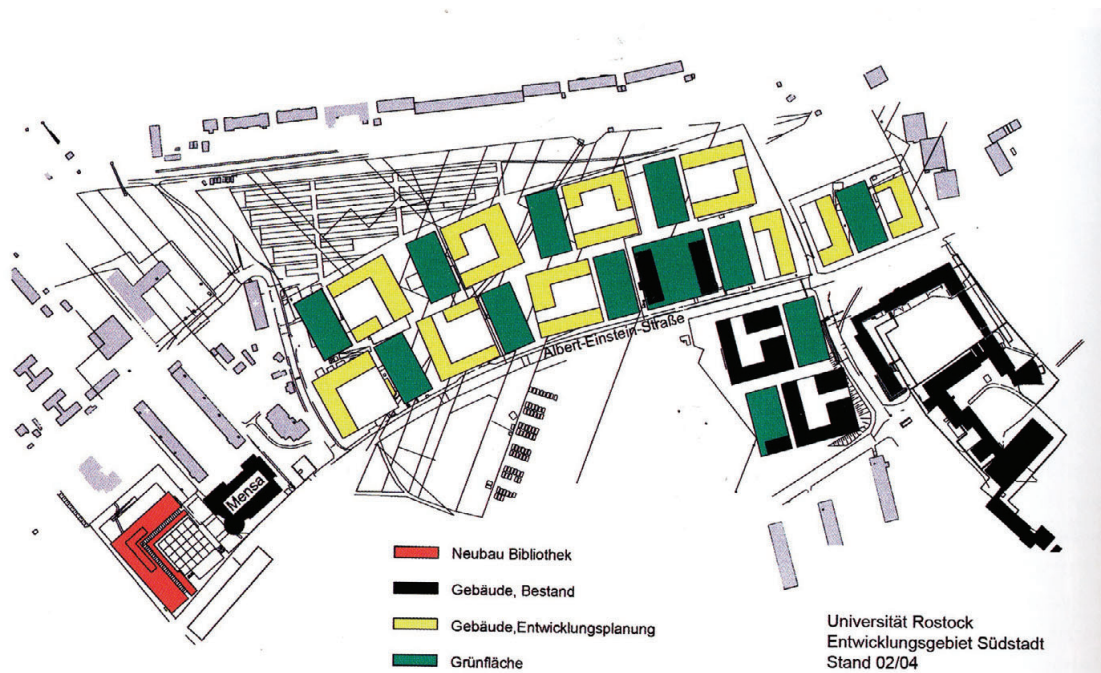 Albert-Einstein-Straße
Mensa
Neubau Bibliothek
Gebäude, Bestand
Gebäude,Entwicklungsplanung
Grünfläche
Universität Rostock
Entwicklungsgebiet Südstadt
Stand 02/04